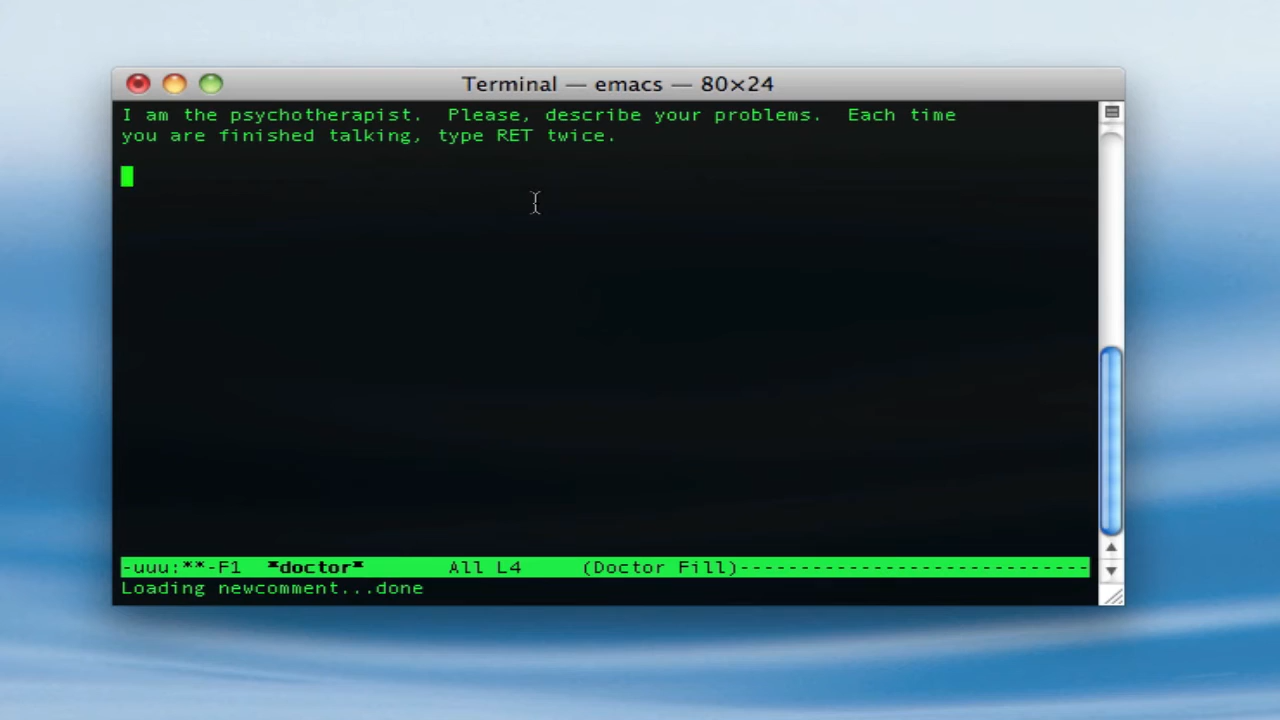 Terminal — emacs — 80×24
I am the psychotherapist.  Please, describe your problems.  Each time
you are finished talking, type RET twice.
-uuu:**-F1  *doctor*         All L4      (Doctor Fill)-----------------------------
Loading newcomment...done